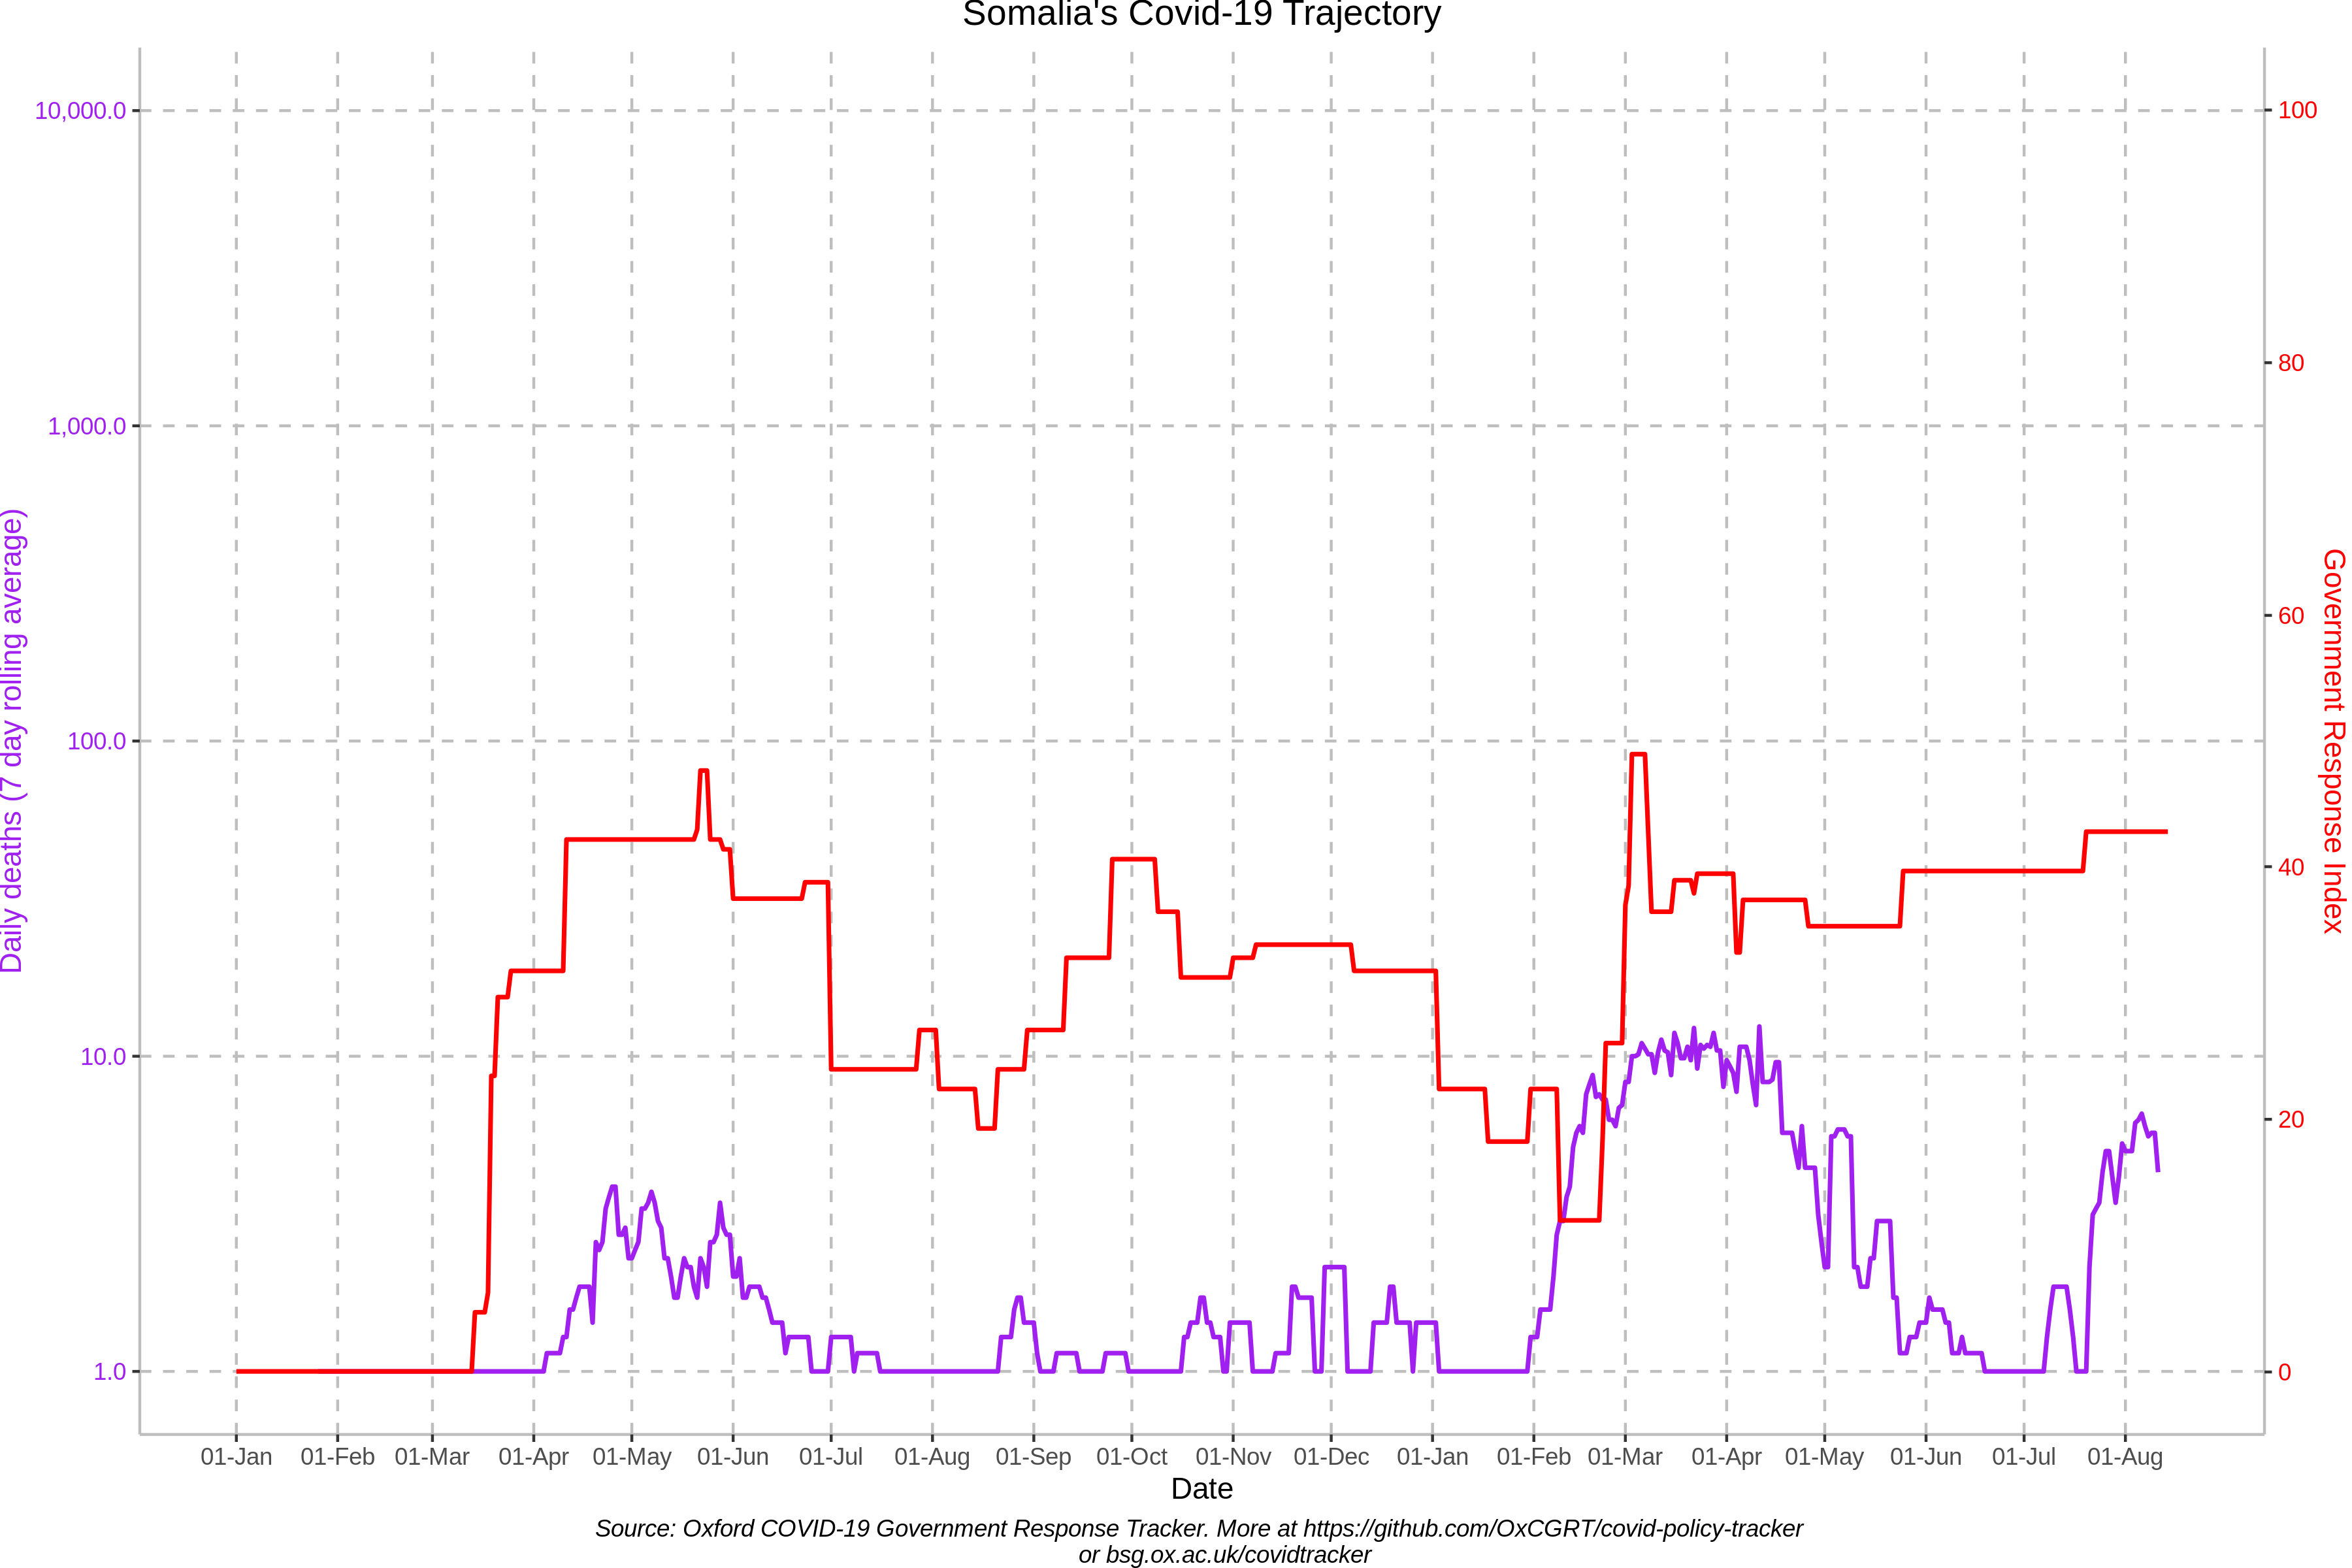 Somalia's Covid-19 Trajectory
10,000.0
1,000.0
100.0
10.0
1.0
Daily deaths (7 day rolling average)
100
80
60
40
20
0
Government Response Index
01-Jan 01-Feb 01-Mar 01-Apr 01-May 01-Jun 01-Jul 01-Aug 01-Sep 01-Oct 01-Nov 01-Dec 01-Jan 01-Feb 01-Mar 01-Apr 01-May 01-Jun 01-Jul 01-Aug
Date
Source: Oxford COVID-19 Government Response Tracker. More at https://github.com/OxCGRT/covid-policy-tracker
or bsg.ox.ac.uk/covidtracker